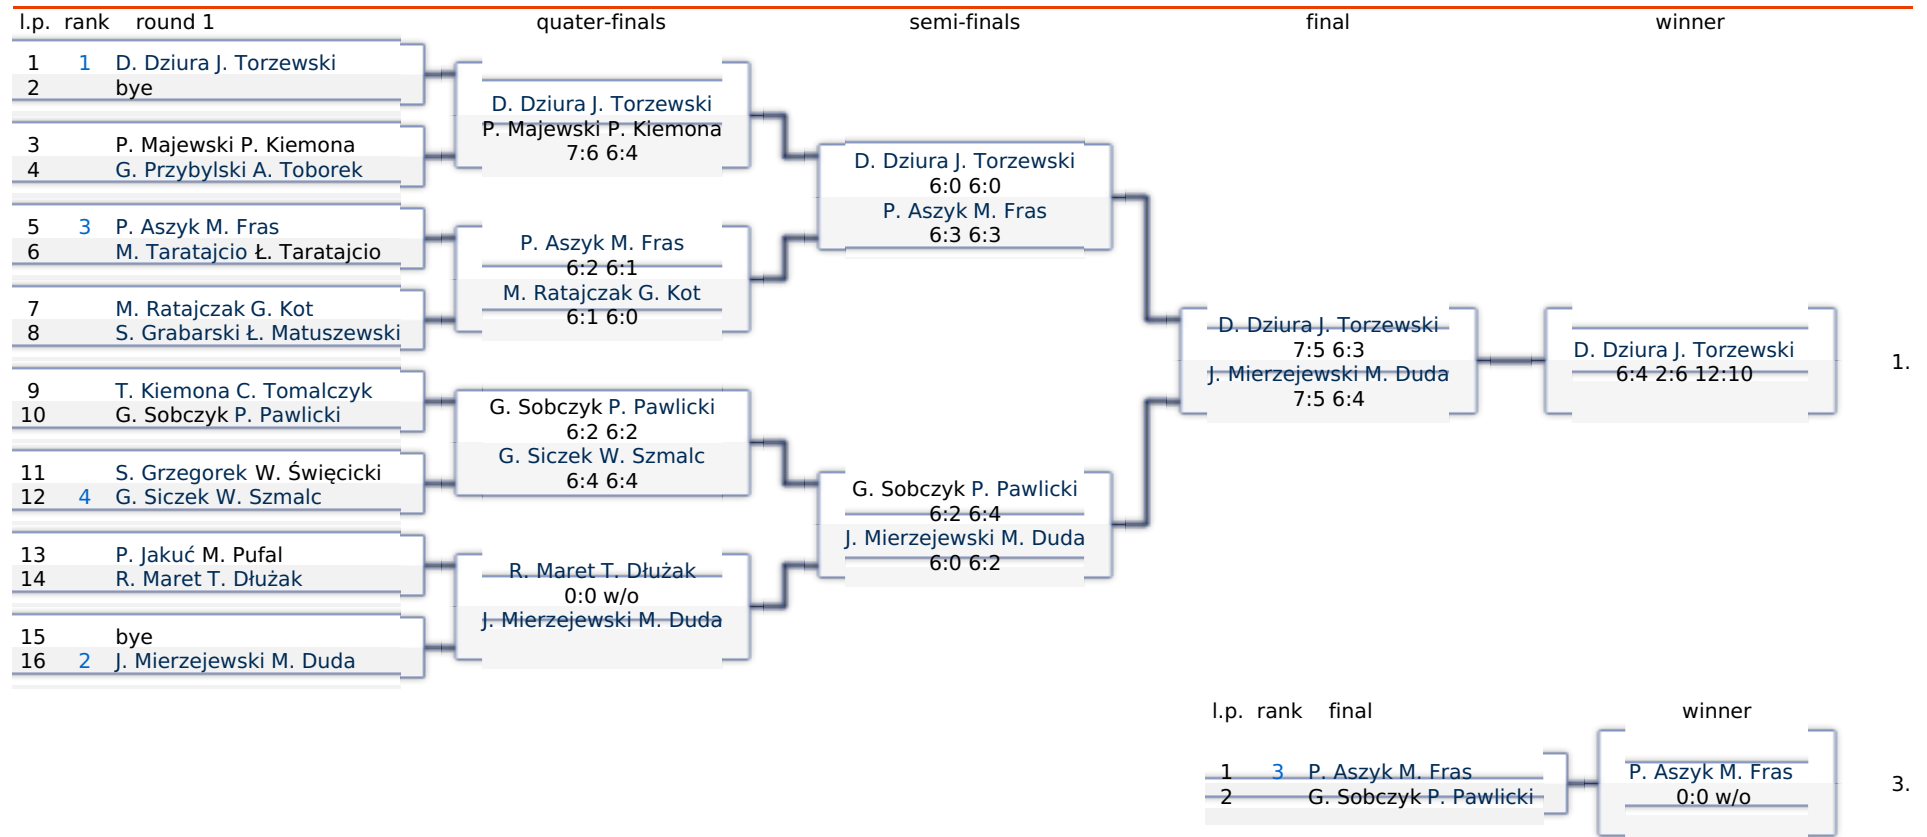 l.p. rank round 1 quater-finals semi-finals final winner
1 1 D. Dziura J. Torzewski
2 bye
3 P. Majewski P. Kiemona
4 G. Przybylski A. Toborek
5 3 P. Aszyk M. Fras
6 M. Taratajcio Ł. Taratajcio
7 M. Ratajczak G. Kot
8 S. Grabarski Ł. Matuszewski
9 T. Kiemona C. Tomalczyk
10 G. Sobczyk P. Pawlicki
11 S. Grzegorek W. Święcicki
12 4 G. Siczek W. Szmalc
13 P. Jakuć M. Pufal
14 R. Maret T. Dłużak
15 bye
16 2 J. Mierzejewski M. Duda
D. Dziura J. Torzewski
P. Majewski P. Kiemona
7:6 6:4
P. Aszyk M. Fras
6:2 6:1
M. Ratajczak G. Kot
6:1 6:0
G. Sobczyk P. Pawlicki
6:2 6:2
G. Siczek W. Szmalc
6:4 6:4
R. Maret T. Dłużak
0:0 w/o
J. Mierzejewski M. Duda
D. Dziura J. Torzewski
6:0 6:0
P. Aszyk M. Fras
6:3 6:3
G. Sobczyk P. Pawlicki
6:2 6:4
J. Mierzejewski M. Duda
6:0 6:2
D. Dziura J. Torzewski
7:5 6:3
J. Mierzejewski M. Duda
7:5 6:4
D. Dziura J. Torzewski
6:4 2:6 12:10
1.
l.p. rank final winner
1 3 P. Aszyk M. Fras
2 G. Sobczyk P. Pawlicki
P. Aszyk M. Fras
0:0 w/o
3.